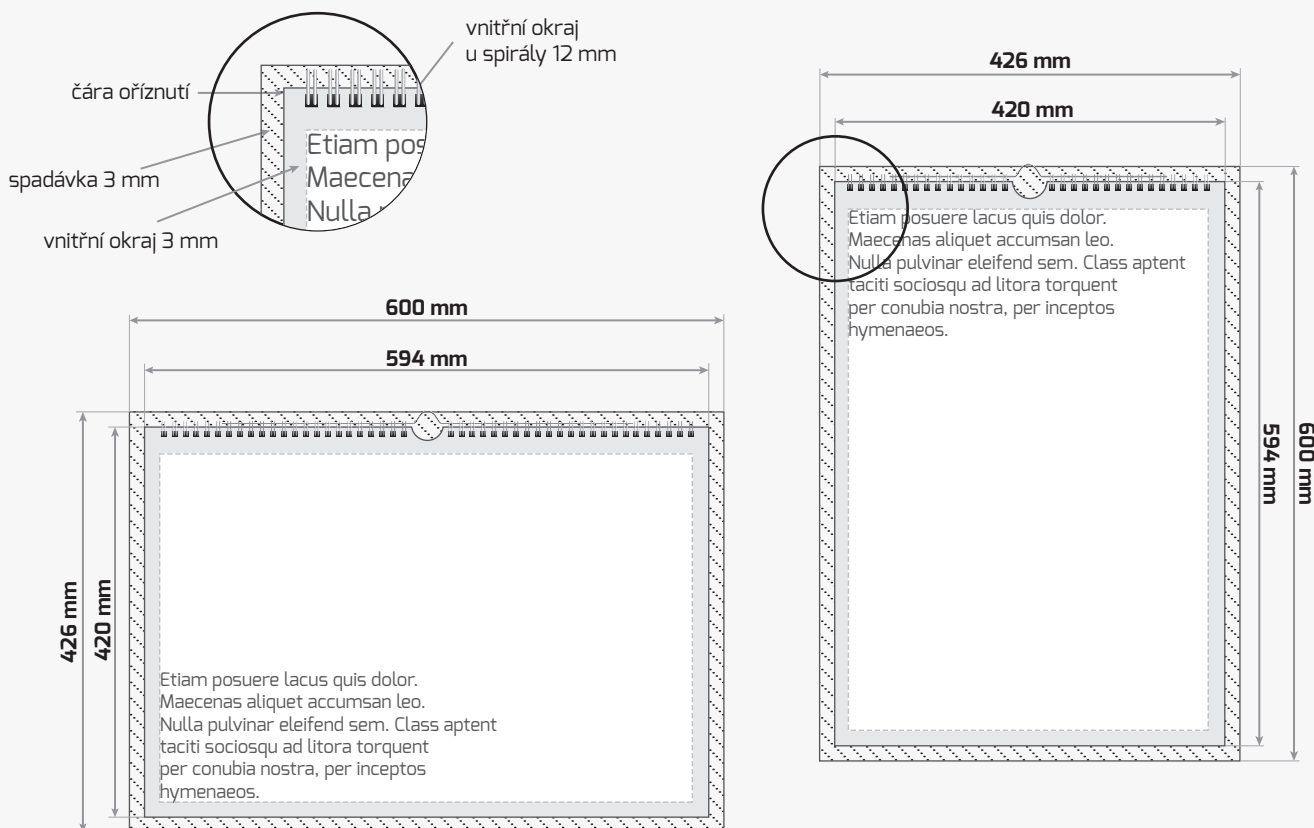 vnitřní okraj
u spirály 12 mm
čára oříznutí
spadávka 3 mm
vnitřní okraj 3 mm
Etiam pos
Maecena
Nulla
426 mm
420 mm
Etiam posuere lacus quis dolor.
Maecenas aliquet accumsan leo.
Nulla pulvinar eleifend sem. Class aptent
taciti sociosqu ad litora torquent
per conubia nostra, per inceptos
hymenaeos.
594 mm
600 mm
600 mm
594 mm
426 mm
420 mm
Etiam posuere lacus quis dolor.
Maecenas aliquet accumsan leo.
Nulla pulvinar eleifend sem. Class aptent
taciti sociosqu ad litora torquent
per conubia nostra, per inceptos
hymenaeos.